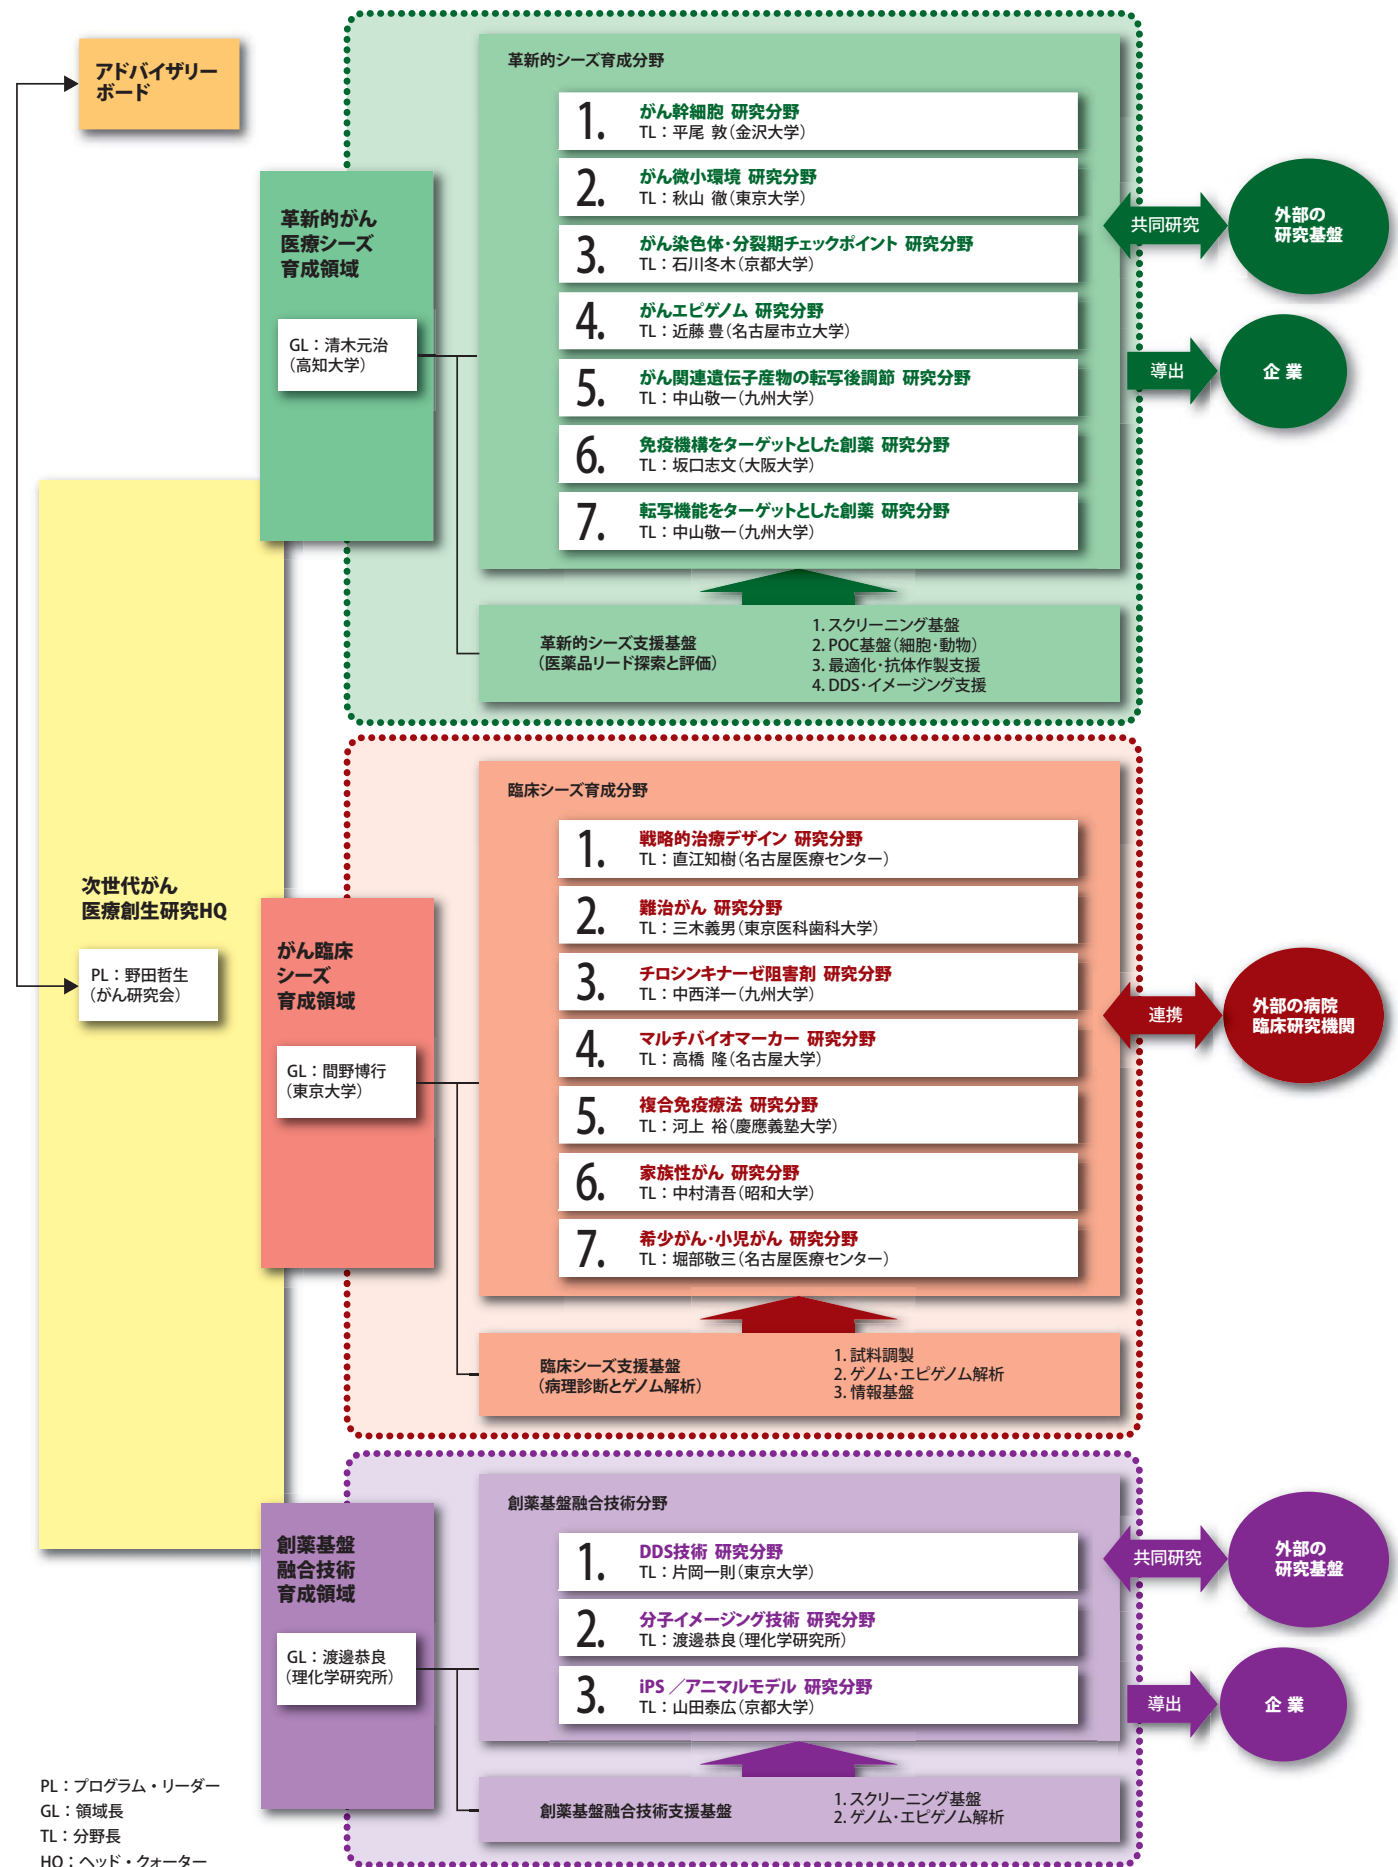 アドバイザリー
ボード
革新的がん
医療シーズ
育成領域
GL：清木元治
（高知大学）
革新的シーズ育成分野
1.
がん幹細胞 研究分野
TL：平尾 敦（金沢大学）
2.
がん微小環境 研究分野
TL：秋山 徹（東京大学）
3.
がん染色体・分裂期チェックポイント 研究分野
TL：石川冬木（京都大学）
4.
がんエピゲノム 研究分野
TL：近藤 豊（名古屋市立大学）
5.
がん関連遺伝子産物の転写後調節 研究分野
TL：中山敬一（九州大学）
6.
免疫機構をターゲットとした創薬 研究分野
TL：坂口志文（大阪大学）
7.
転写機能をターゲットとした創薬 研究分野
TL：中山敬一（九州大学）
共同研究
外部の
研究基盤
導出
企 業
革新的シーズ支援基盤
（医薬品リード探索と評価）
1. スクリーニング基盤
2. POC基盤（細胞・動物）
3. 最適化・抗体作製支援
4. DDS・イメージング支援
次世代がん
医療創生研究HQ
PL：野田哲生
（がん研究会）
がん臨床
シーズ
育成領域
GL：間野博行
（東京大学）
臨床シーズ育成分野
1.
戦略的治療デザイン 研究分野
TL：直江知樹（名古屋医療センター）
2.
難治がん 研究分野
TL：三木義男（東京医科歯科大学）
3.
チロシンキナーゼ阻害剤 研究分野
TL：中西洋一（九州大学）
4.
マルチバイオマーカー 研究分野
TL：高橋 隆（名古屋大学）
5.
複合免疫療法 研究分野
TL：河上 裕（慶應義塾大学）
6.
家族性がん 研究分野
TL：中村清吾（昭和大学）
7.
希少がん・小児がん 研究分野
TL：堀部敬三（名古屋医療センター）
連携
外部の病院
臨床研究機関
臨床シーズ支援基盤
（病理診断とゲノム解析）
1. 試料調製
2. ゲノム・エピゲノム解析
3. 情報基盤
創薬基盤
融合技術
育成領域
GL：渡邊恭良
（理化学研究所）
創薬基盤融合技術分野
1.
DDS技術 研究分野
TL：片岡一則（東京大学）
2.
分子イメージング技術 研究分野
TL：渡邊恭良（理化学研究所）
3.
iPS ／アニマルモデル 研究分野
TL：山田泰広（京都大学）
共同研究
外部の
研究基盤
導出
企 業
創薬基盤融合技術支援基盤
1. スクリーニング基盤
2. ゲノム・エピゲノム解析
PL：プログラム・リーダー
GL：領域長
TL：分野長
HQ：ヘッド・クォーター